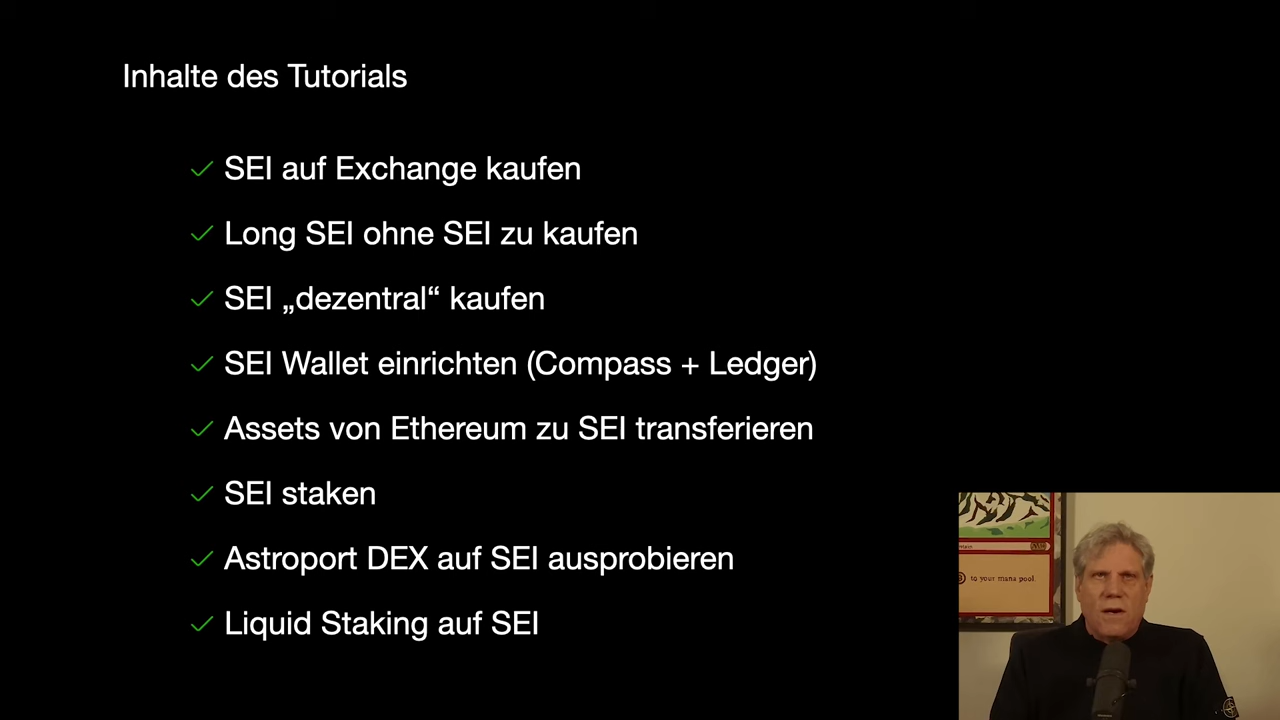 Inhalte des Tutorials
SEI auf Exchange kaufen
Long SEI ohne SEI zu kaufen
SEI „dezentral“ kaufen
SEI Wallet einrichten (Compass + Ledger)
Assets von Ethereum zu SEI transferieren
SEI staken
Astroport DEX auf SEI ausprobieren
Liquid Staking auf SEI
to your mana pool.